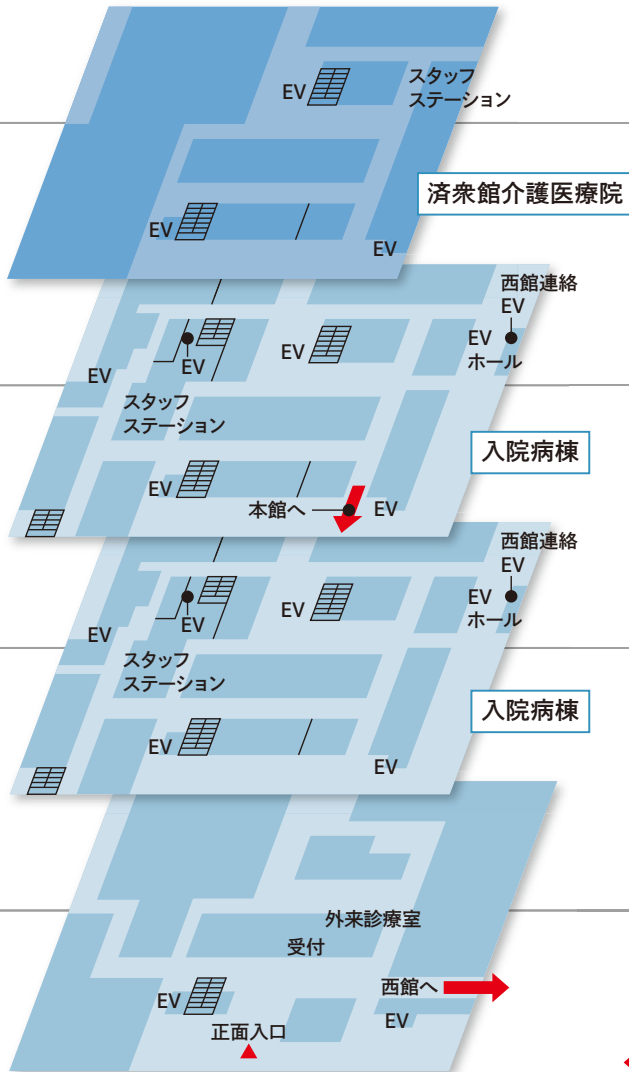 EV
スタッフ
ステーション
済衆館介護医療院
EV
EV
西館連絡
EV
EV
EV
EV
ホール
EV
スタッフ
ステーション
入院病棟
EV
本館へ
EV
西館連絡
EV
EV
EV
EV
ホール
EV
スタッフ
ステーション
入院病棟
EV
EV
外来診療室
受付
西館へ
EV
EV
正面入口